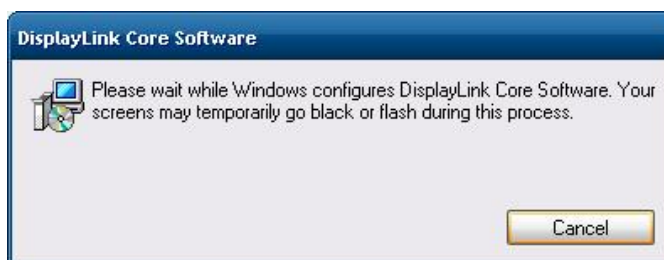 DisplayLink Core Software
Please wait while Windows configures DisplayLink Core Software. Your
screens may temporarily go black or flash during this process.
Cancel